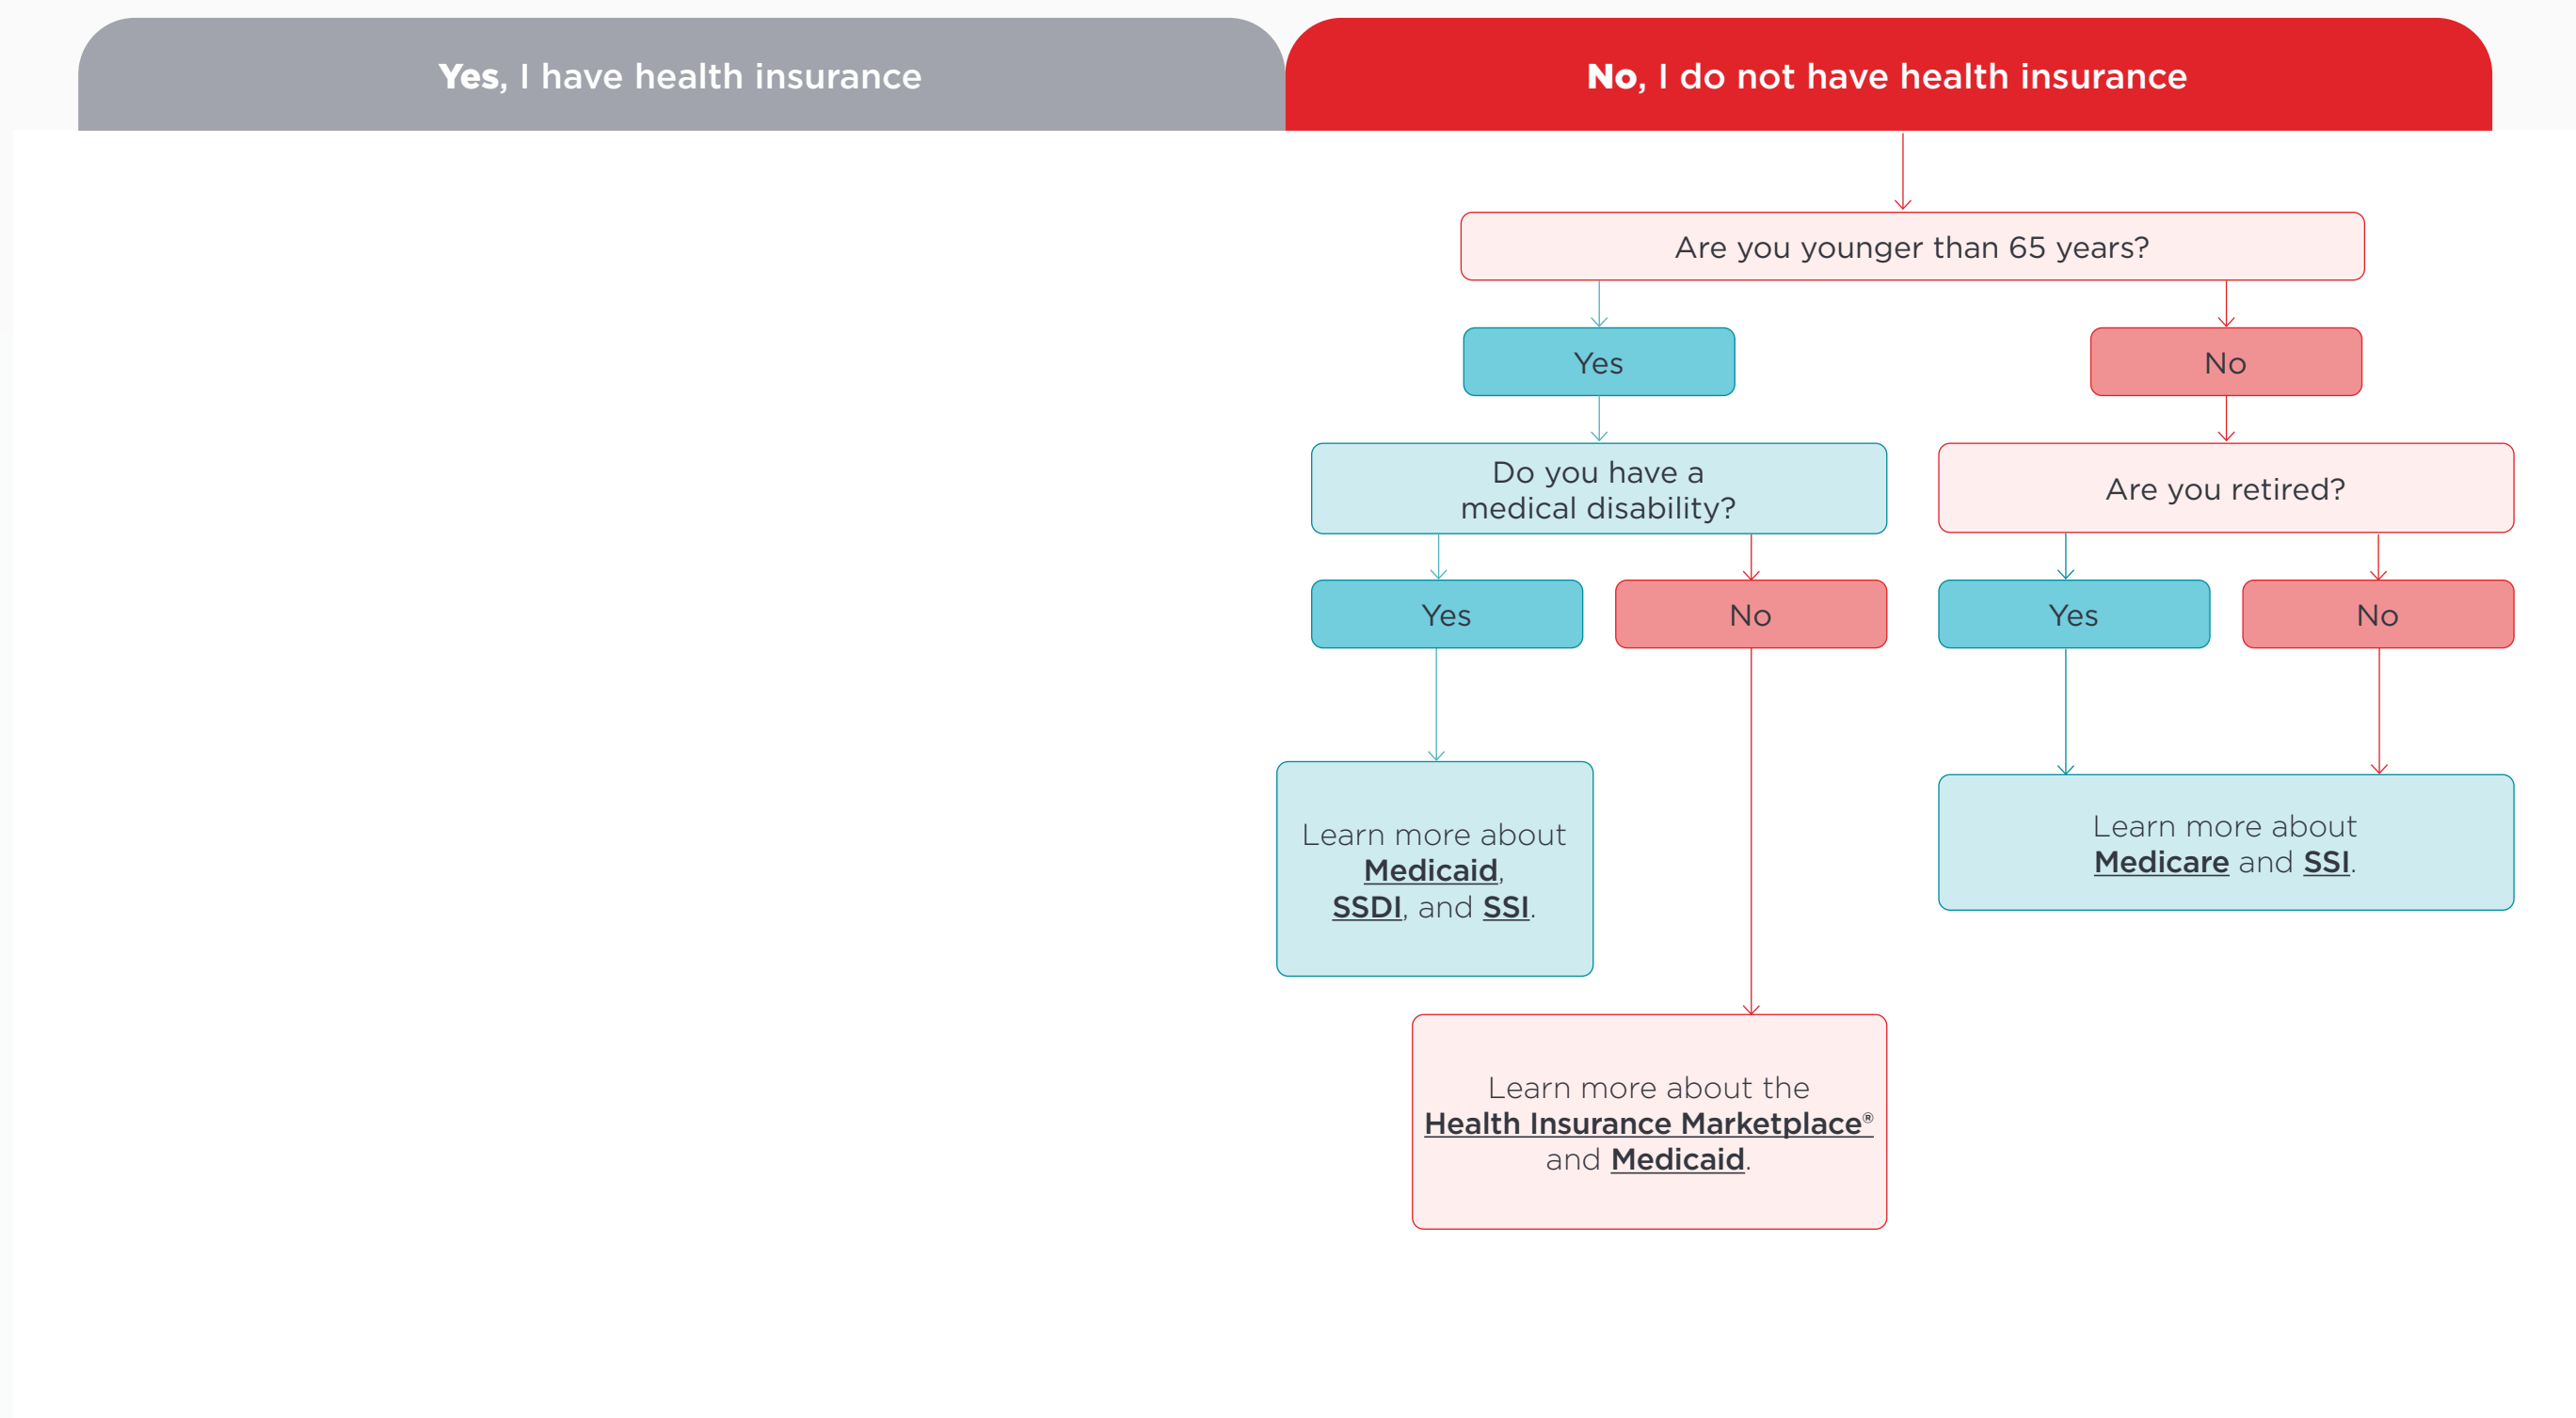 Yes, I have health insurance
No, I do not have health insurance
Are you younger than 65 years?
Yes
No
Do you have a
medical disability?
Are you retired?
Yes
No
Yes
No
Learn more about
Medicaid,
SSDI, and SSI.
Learn more about
Medicare and SSI.
Learn more about the
Health Insurance Marketplace®
and Medicaid.